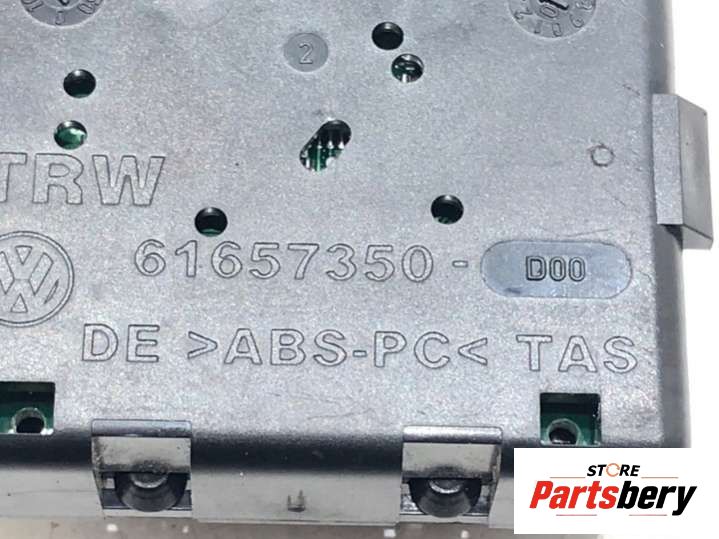 2
TRW
61657350-D00
DE >ABS-PC< TAS
STORE
Partsbery